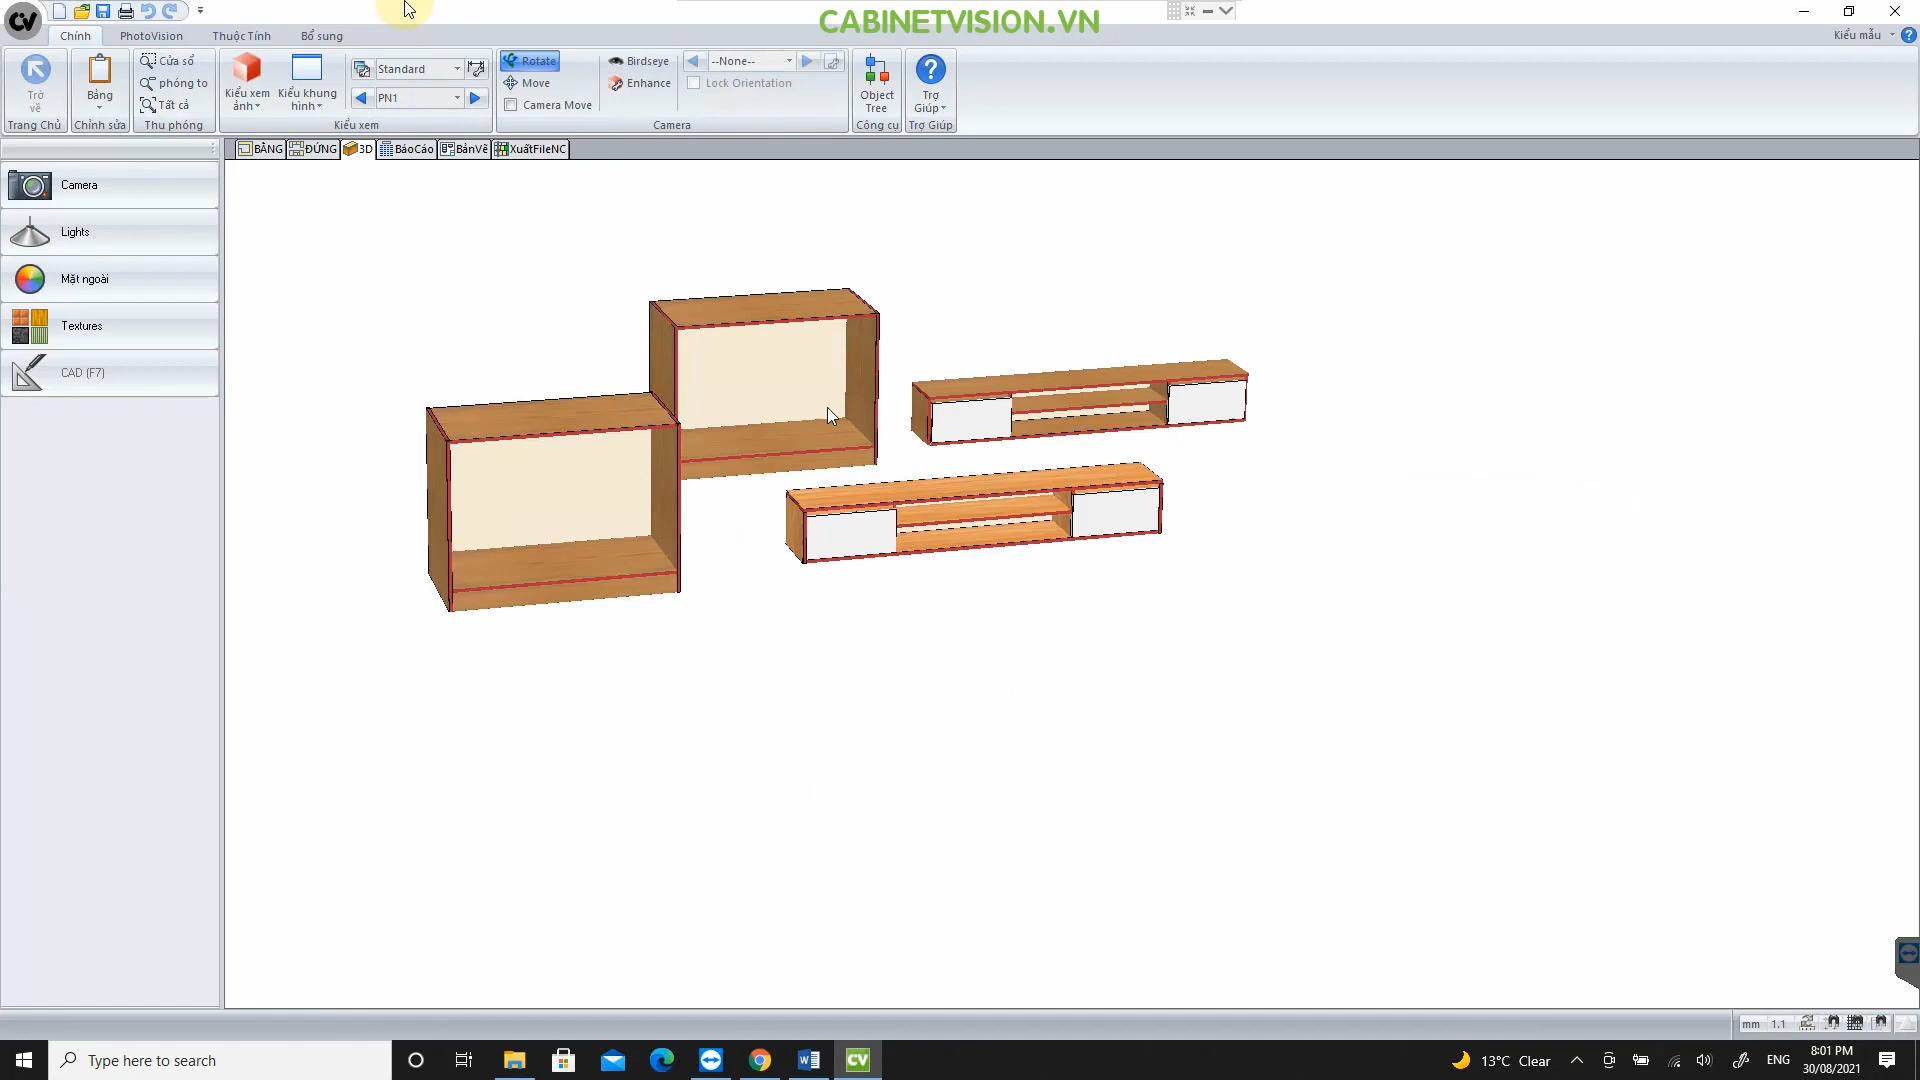 CV
CABINETVISION.VN
Chính PhotoVision Thuộc Tính Bổ sung
Kiểu mẫu
Trở về
Trang Chủ
Bảng
Chỉnh sửa
Cửa sổ
phóng to
Tất cả
Thu phóng
Kiểu xem ảnh
Kiểu khung hình
Standard
PN1
Kiểu xem
Rotate
Move
Camera Move
Birdseye
Enhance
--None--
Lock Orientation
Camera
Object Tree
Công cụ
Trợ Giúp
Trợ Giúp
BẰNG ĐỨNG 3D BáoCáo BảnVẽ XuấtFileNC
Camera
Lights
Mặt ngoài
Textures
CAD (F7)
mm 1.1
Type here to search
CV
13°C Clear
ENG
8:01 PM
30/08/2021